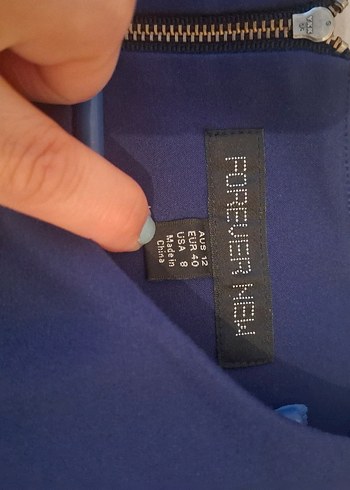 FOREVER NEW
AUS 12
EUR 40
USA 8
Made in
China